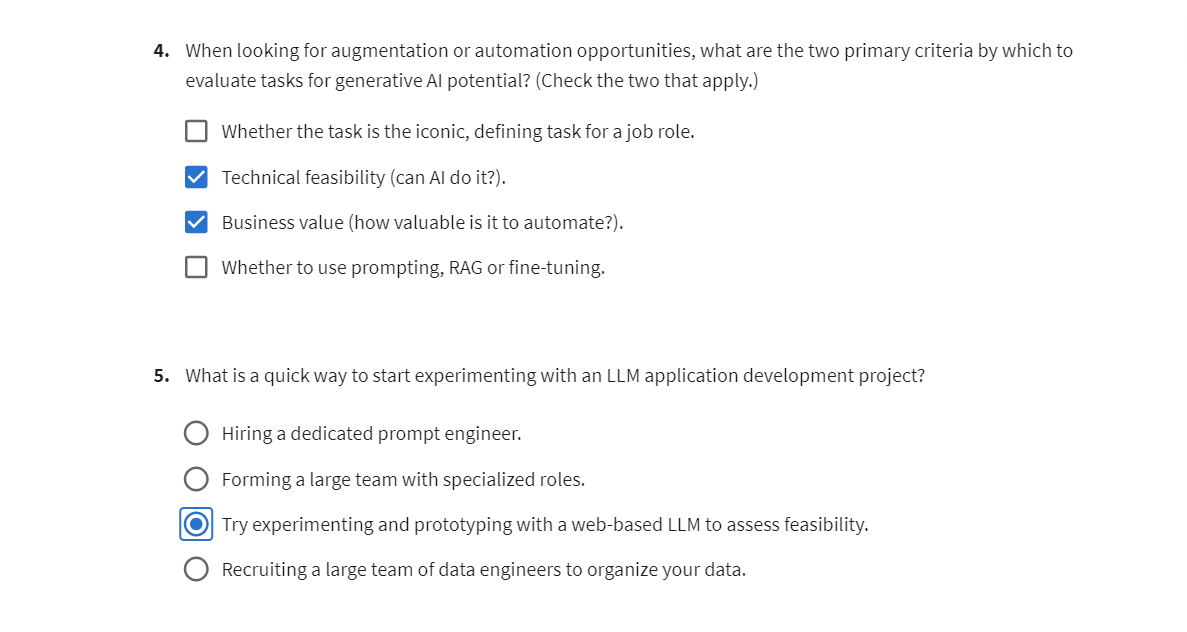 4. When looking for augmentation or automation opportunities, what are the two primary criteria by which to
evaluate tasks for generative AI potential? (Check the two that apply.)
Whether the task is the iconic, defining task for a job role.
Technical feasibility (can AI do it?).
Business value (how valuable is it to automate?).
Whether to use prompting, RAG or fine-tuning.
5. What is a quick way to start experimenting with an LLM application development project?
Hiring a dedicated prompt engineer.
Forming a large team with specialized roles.
Try experimenting and prototyping with a web-based LLM to assess feasibility.
Recruiting a large team of data engineers to organize your data.